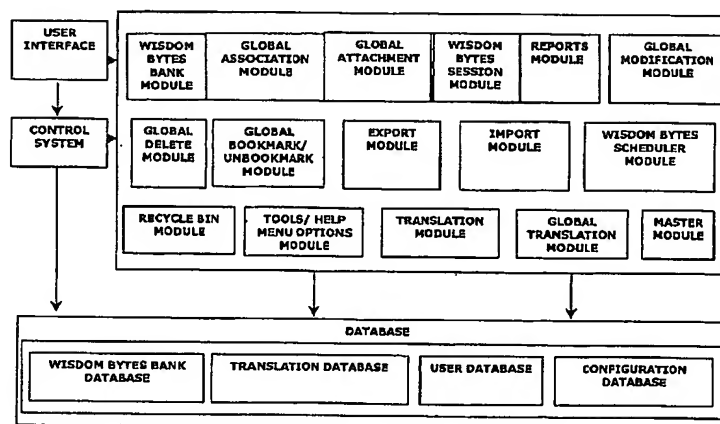 USER
INTERFACE
CONTROL
SYSTEM
WISDOM
BYTES
BANK
MODULE
GLOBAL
ASSOCIATION
MODULE
GLOBAL
ATTACHMENT
MODULE
WISDOM
BYTES
SESSION
MODULE
REPORTS
MODULE
GLOBAL
MODIFICATION
MODULE
GLOBAL
DELETE
MODULE
GLOBAL
BOOKMARK/
UNBOOKMARK
MODULE
EXPORT
MODULE
IMPORT
MODULE
WISDOM BYTES
SCHEDULER
MODULE
RECYCLE BIN
MODULE
TOOLS/ HELP
MENU OPTIONS
MODULE
TRANSLATION
MODULE
GLOBAL
TRANSLATION
MODULE
MASTER
MODULE
DATABASE
WISDOM BYTES BANK
DATABASE
TRANSLATION DATABASE
USER DATABASE
CONFIGURATION
DATABASE